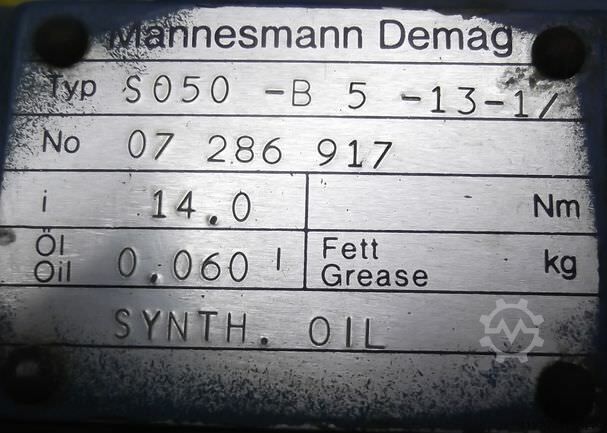 Mannesmann Demag
Typ S050 -B 5 -13-1/
No 07 286 917
i 14.0 Nm
Öl Oil 0.060 l Fett Grease kg
SYNTH. OIL